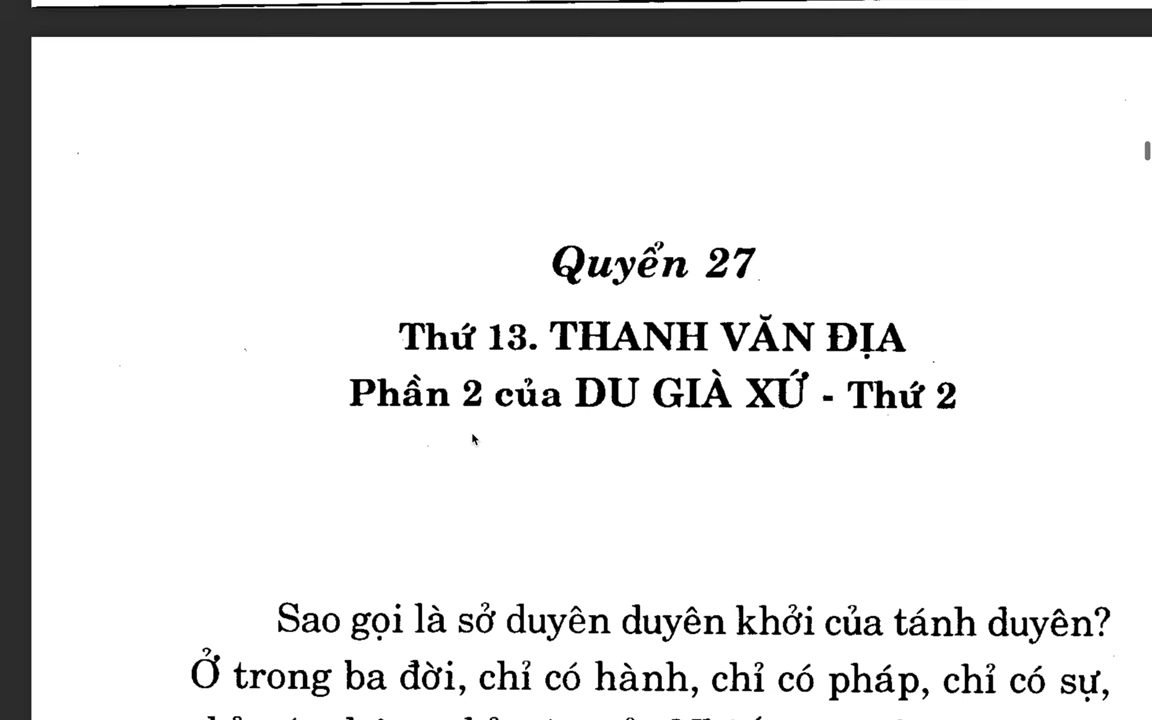 Quyển 27
Thứ 13. THANH VĂN ĐỊA
Phần 2 của DU GIÀ XỨ - Thứ 2
Sao gọi là sở duyên duyên khởi của tánh duyên?
Ở trong ba đời, chỉ có hành, chỉ có pháp, chỉ có sự,